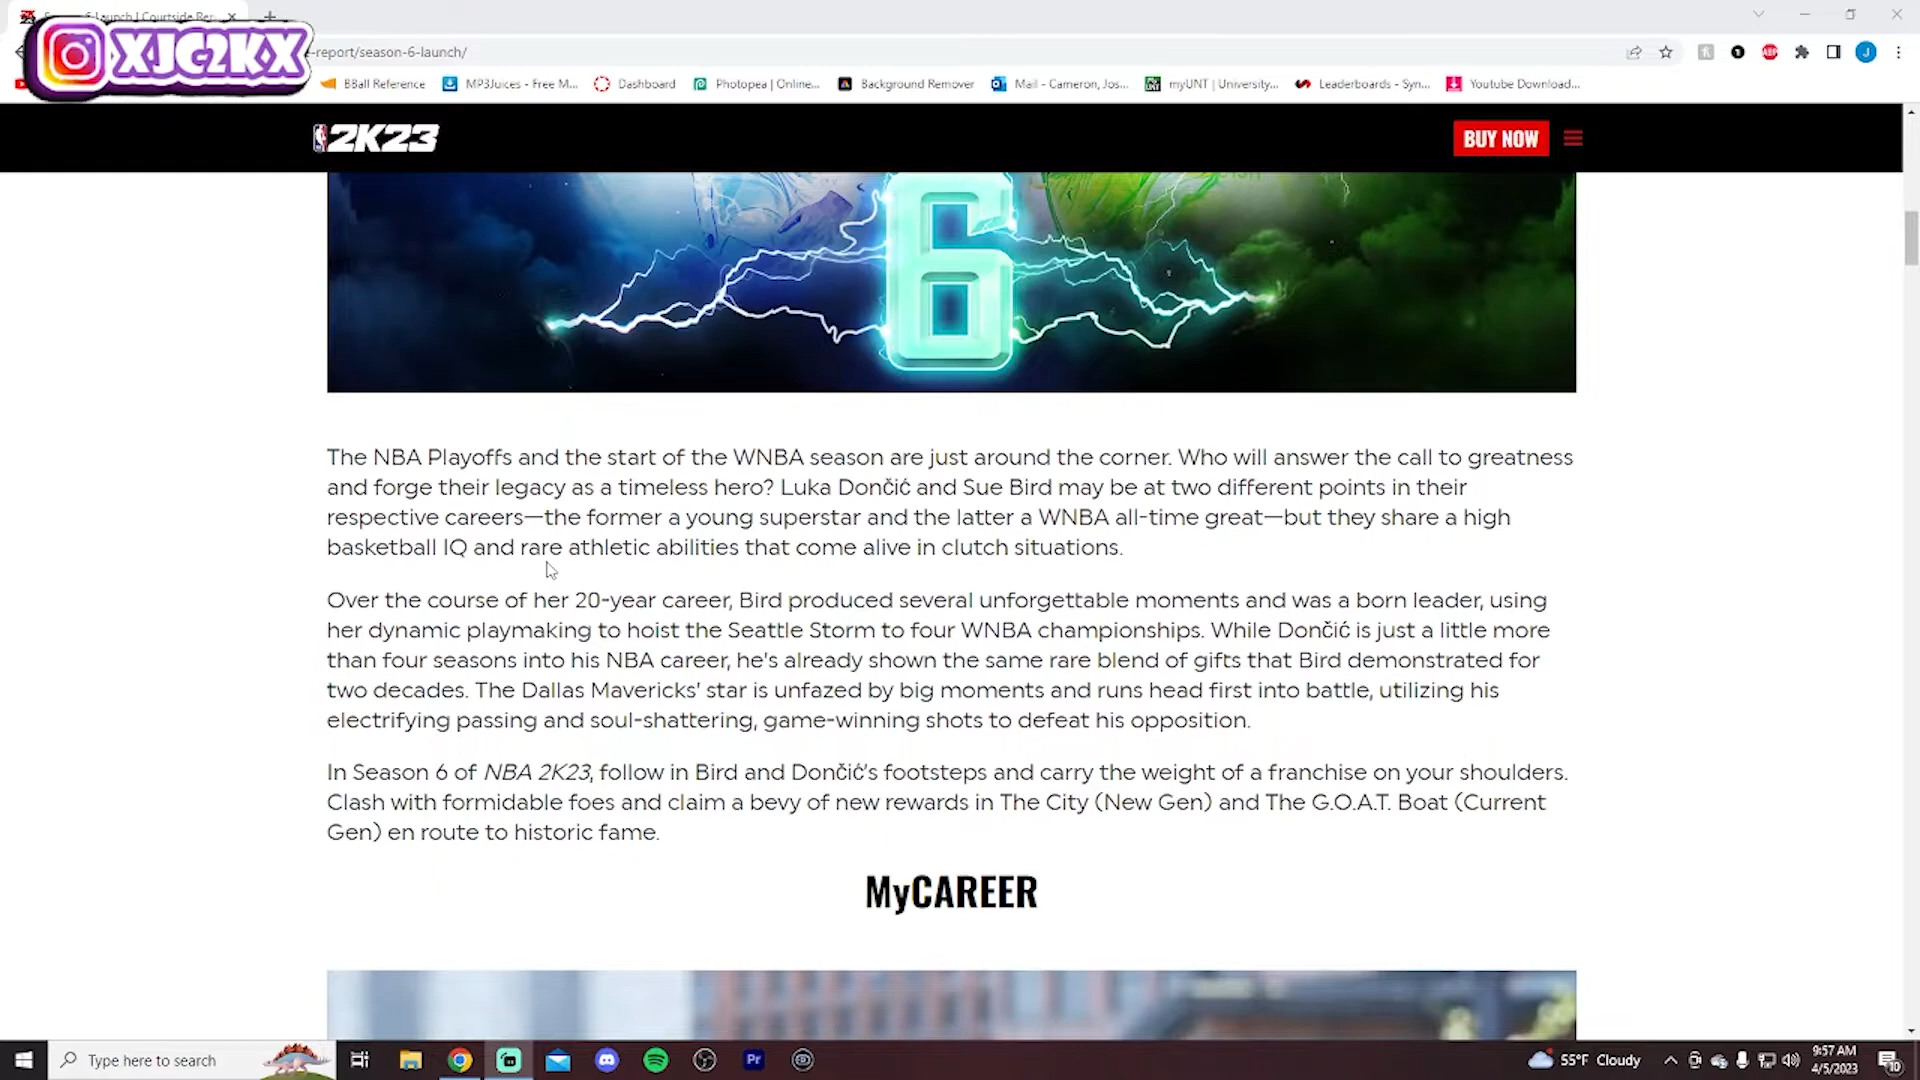 Season 6 Launch | Courtside Rep...
XJC2KX
-report/season-6-launch/
BBall Reference
MP3Juices - Free M...
Dashboard
Photopea | Online...
Background Remover
Mail - Cameron, Jos...
myUNT | University...
Leaderboards - Syn...
Youtube Download...
2K23
BUY NOW
6
The NBA Playoffs and the start of the WNBA season are just around the corner. Who will answer the call to greatness
and forge their legacy as a timeless hero? Luka Dončić and Sue Bird may be at two different points in their
respective careers—the former a young superstar and the latter a WNBA all-time great—but they share a high
basketball IQ and rare athletic abilities that come alive in clutch situations.
Over the course of her 20-year career, Bird produced several unforgettable moments and was a born leader, using
her dynamic playmaking to hoist the Seattle Storm to four WNBA championships. While Dončić is just a little more
than four seasons into his NBA career, he's already shown the same rare blend of gifts that Bird demonstrated for
two decades. The Dallas Mavericks' star is unfazed by big moments and runs head first into battle, utilizing his
electrifying passing and soul-shattering, game-winning shots to defeat his opposition.
In Season 6 of NBA 2K23, follow in Bird and Dončić's footsteps and carry the weight of a franchise on your shoulders.
Clash with formidable foes and claim a bevy of new rewards in The City (New Gen) and The G.O.A.T. Boat (Current
Gen) en route to historic fame.
MyCAREER
Type here to search
Pr
55°F Cloudy
9:57 AM
4/5/2023
10